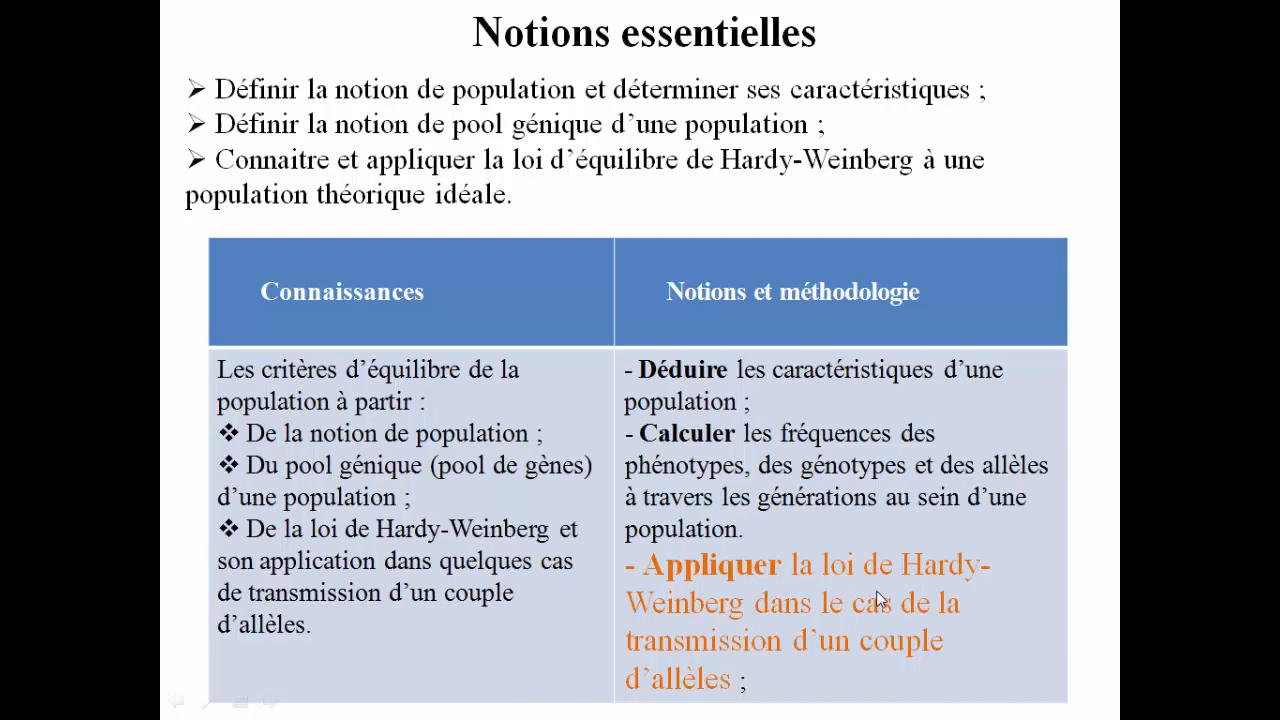 Notions essentielles
➢ Définir la notion de population et déterminer ses caractéristiques ;
➢ Définir la notion de pool génique d’une population ;
➢ Connaitre et appliquer la loi d’équilibre de Hardy-Weinberg à une
population théorique idéale.
Connaissances
Les critères d’équilibre de la
population à partir :
❖ De la notion de population ;
❖ Du pool génique (pool de gènes)
d’une population ;
❖ De la loi de Hardy-Weinberg et
son application dans quelques cas
de transmission d’un couple
d’allèles.
Notions et méthodologie
- Déduire les caractéristiques d’une
population ;
- Calculer les fréquences des
phénotypes, des génotypes et des allèles
à travers les générations au sein d’une
population.
- Appliquer la loi de Hardy-
Weinberg dans le cas de la
transmission d’un couple
d’allèles ;